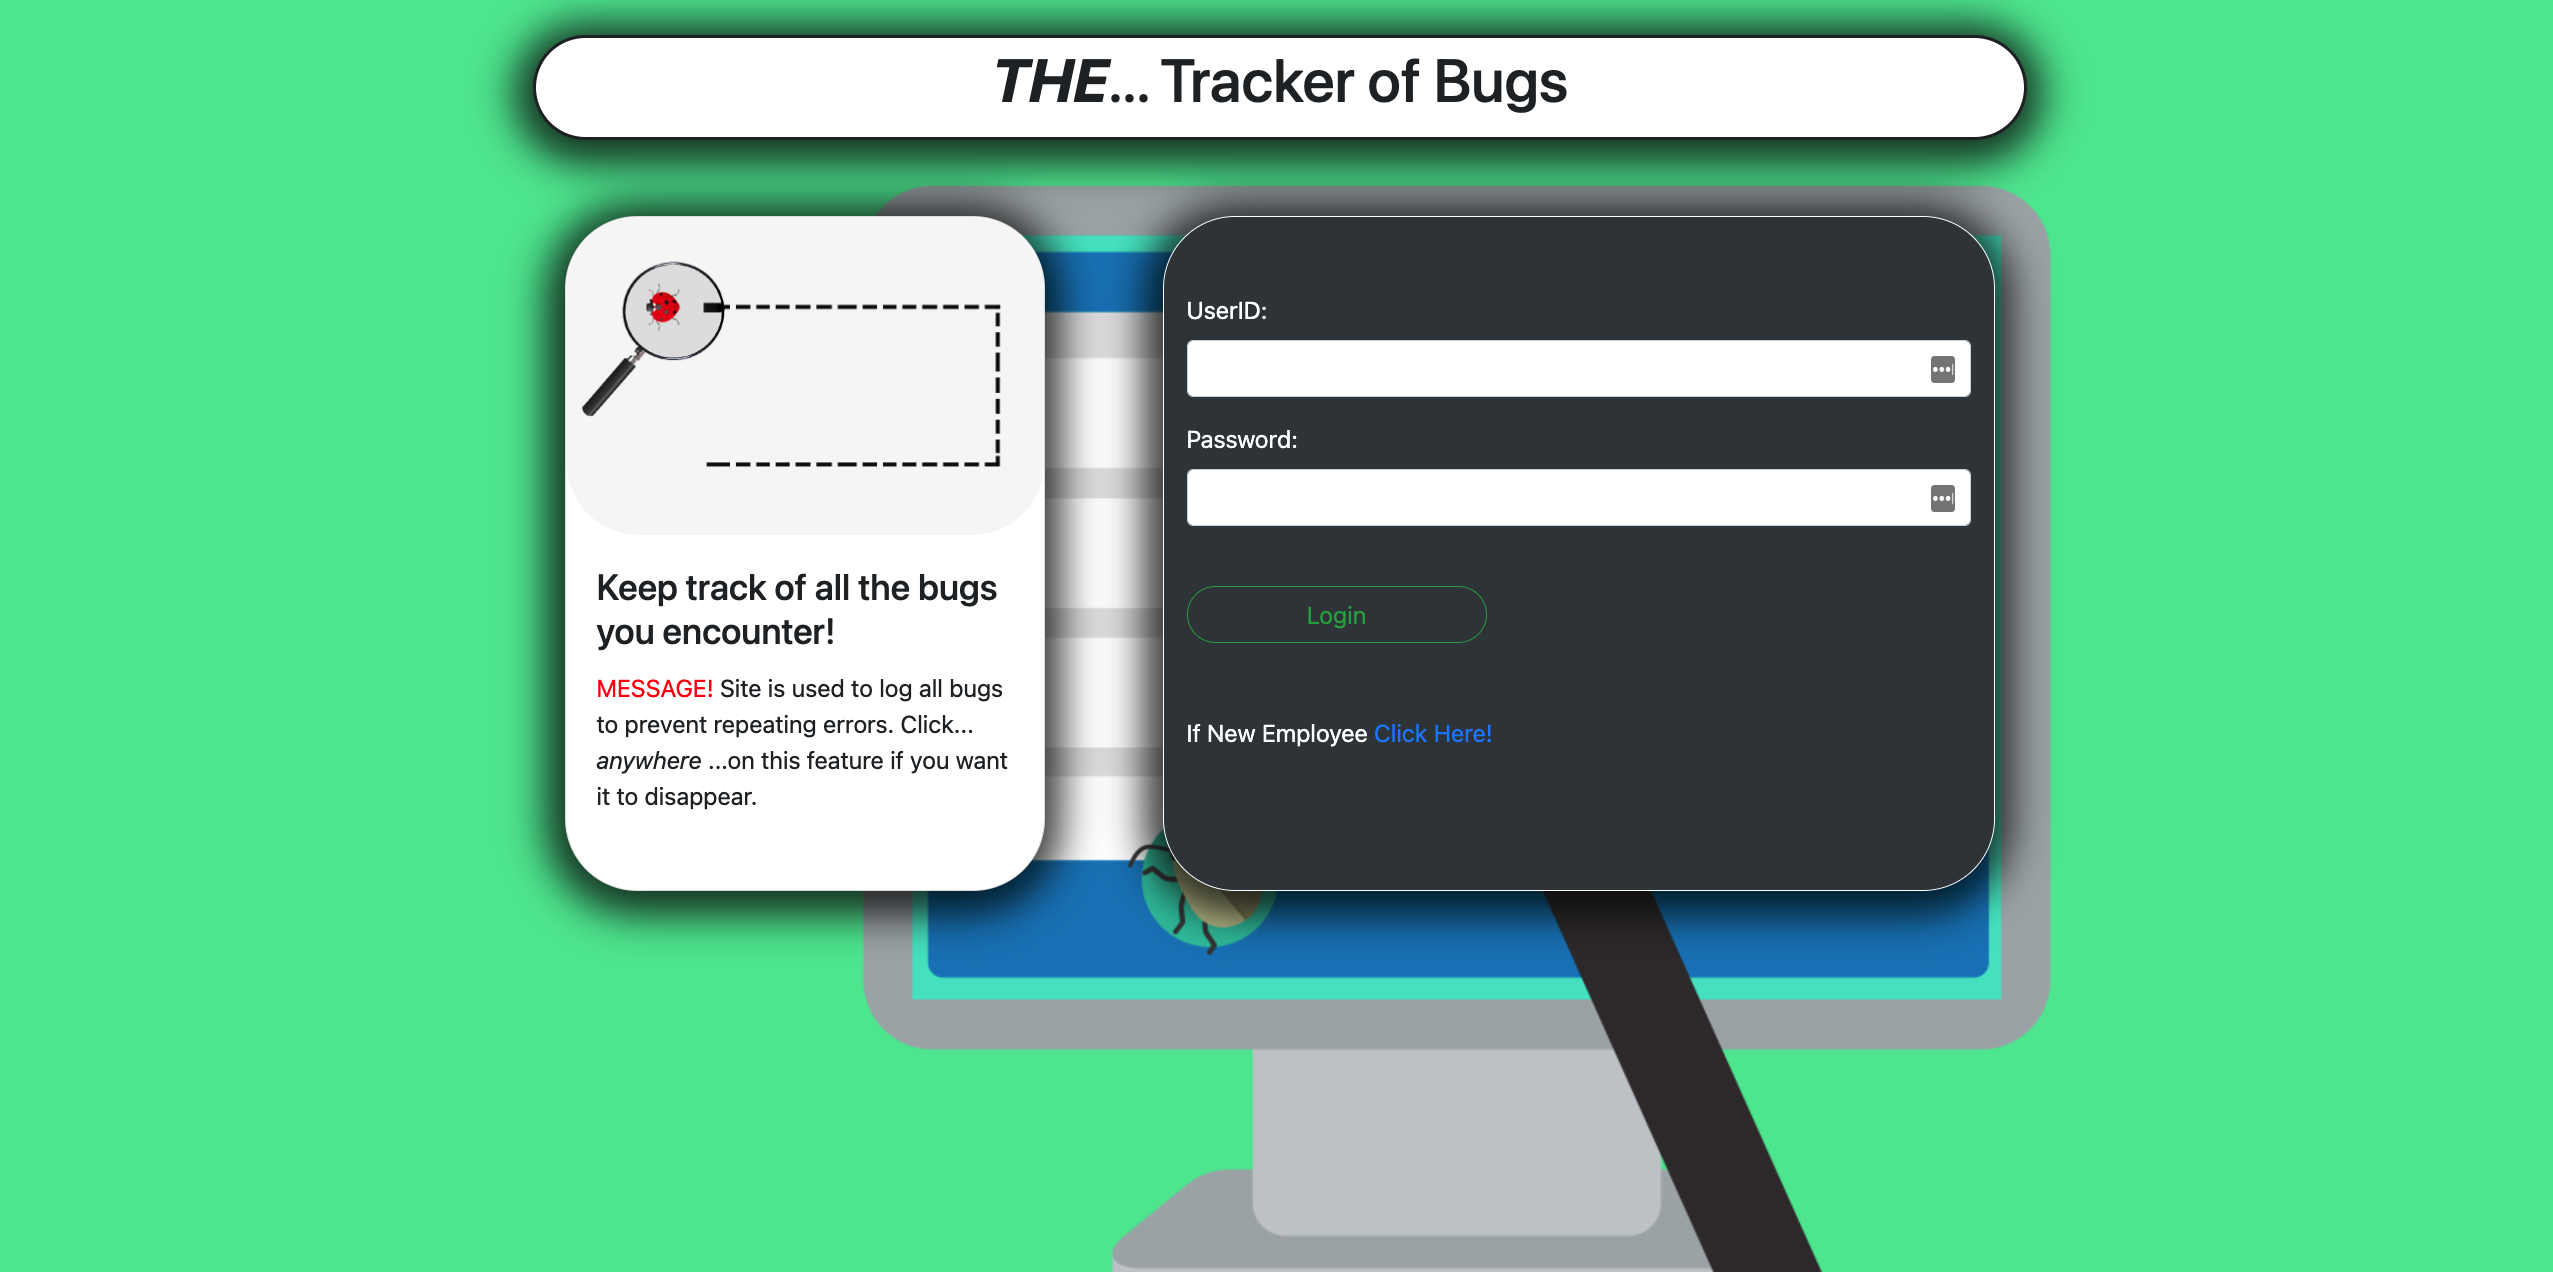 THE... Tracker of Bugs
Keep track of all the bugs
you encounter!
MESSAGE! Site is used to log all bugs
to prevent repeating errors. Click...
anywhere ...on this feature if you want
it to disappear.
UserID:
Password:
Login
If New Employee Click Here!